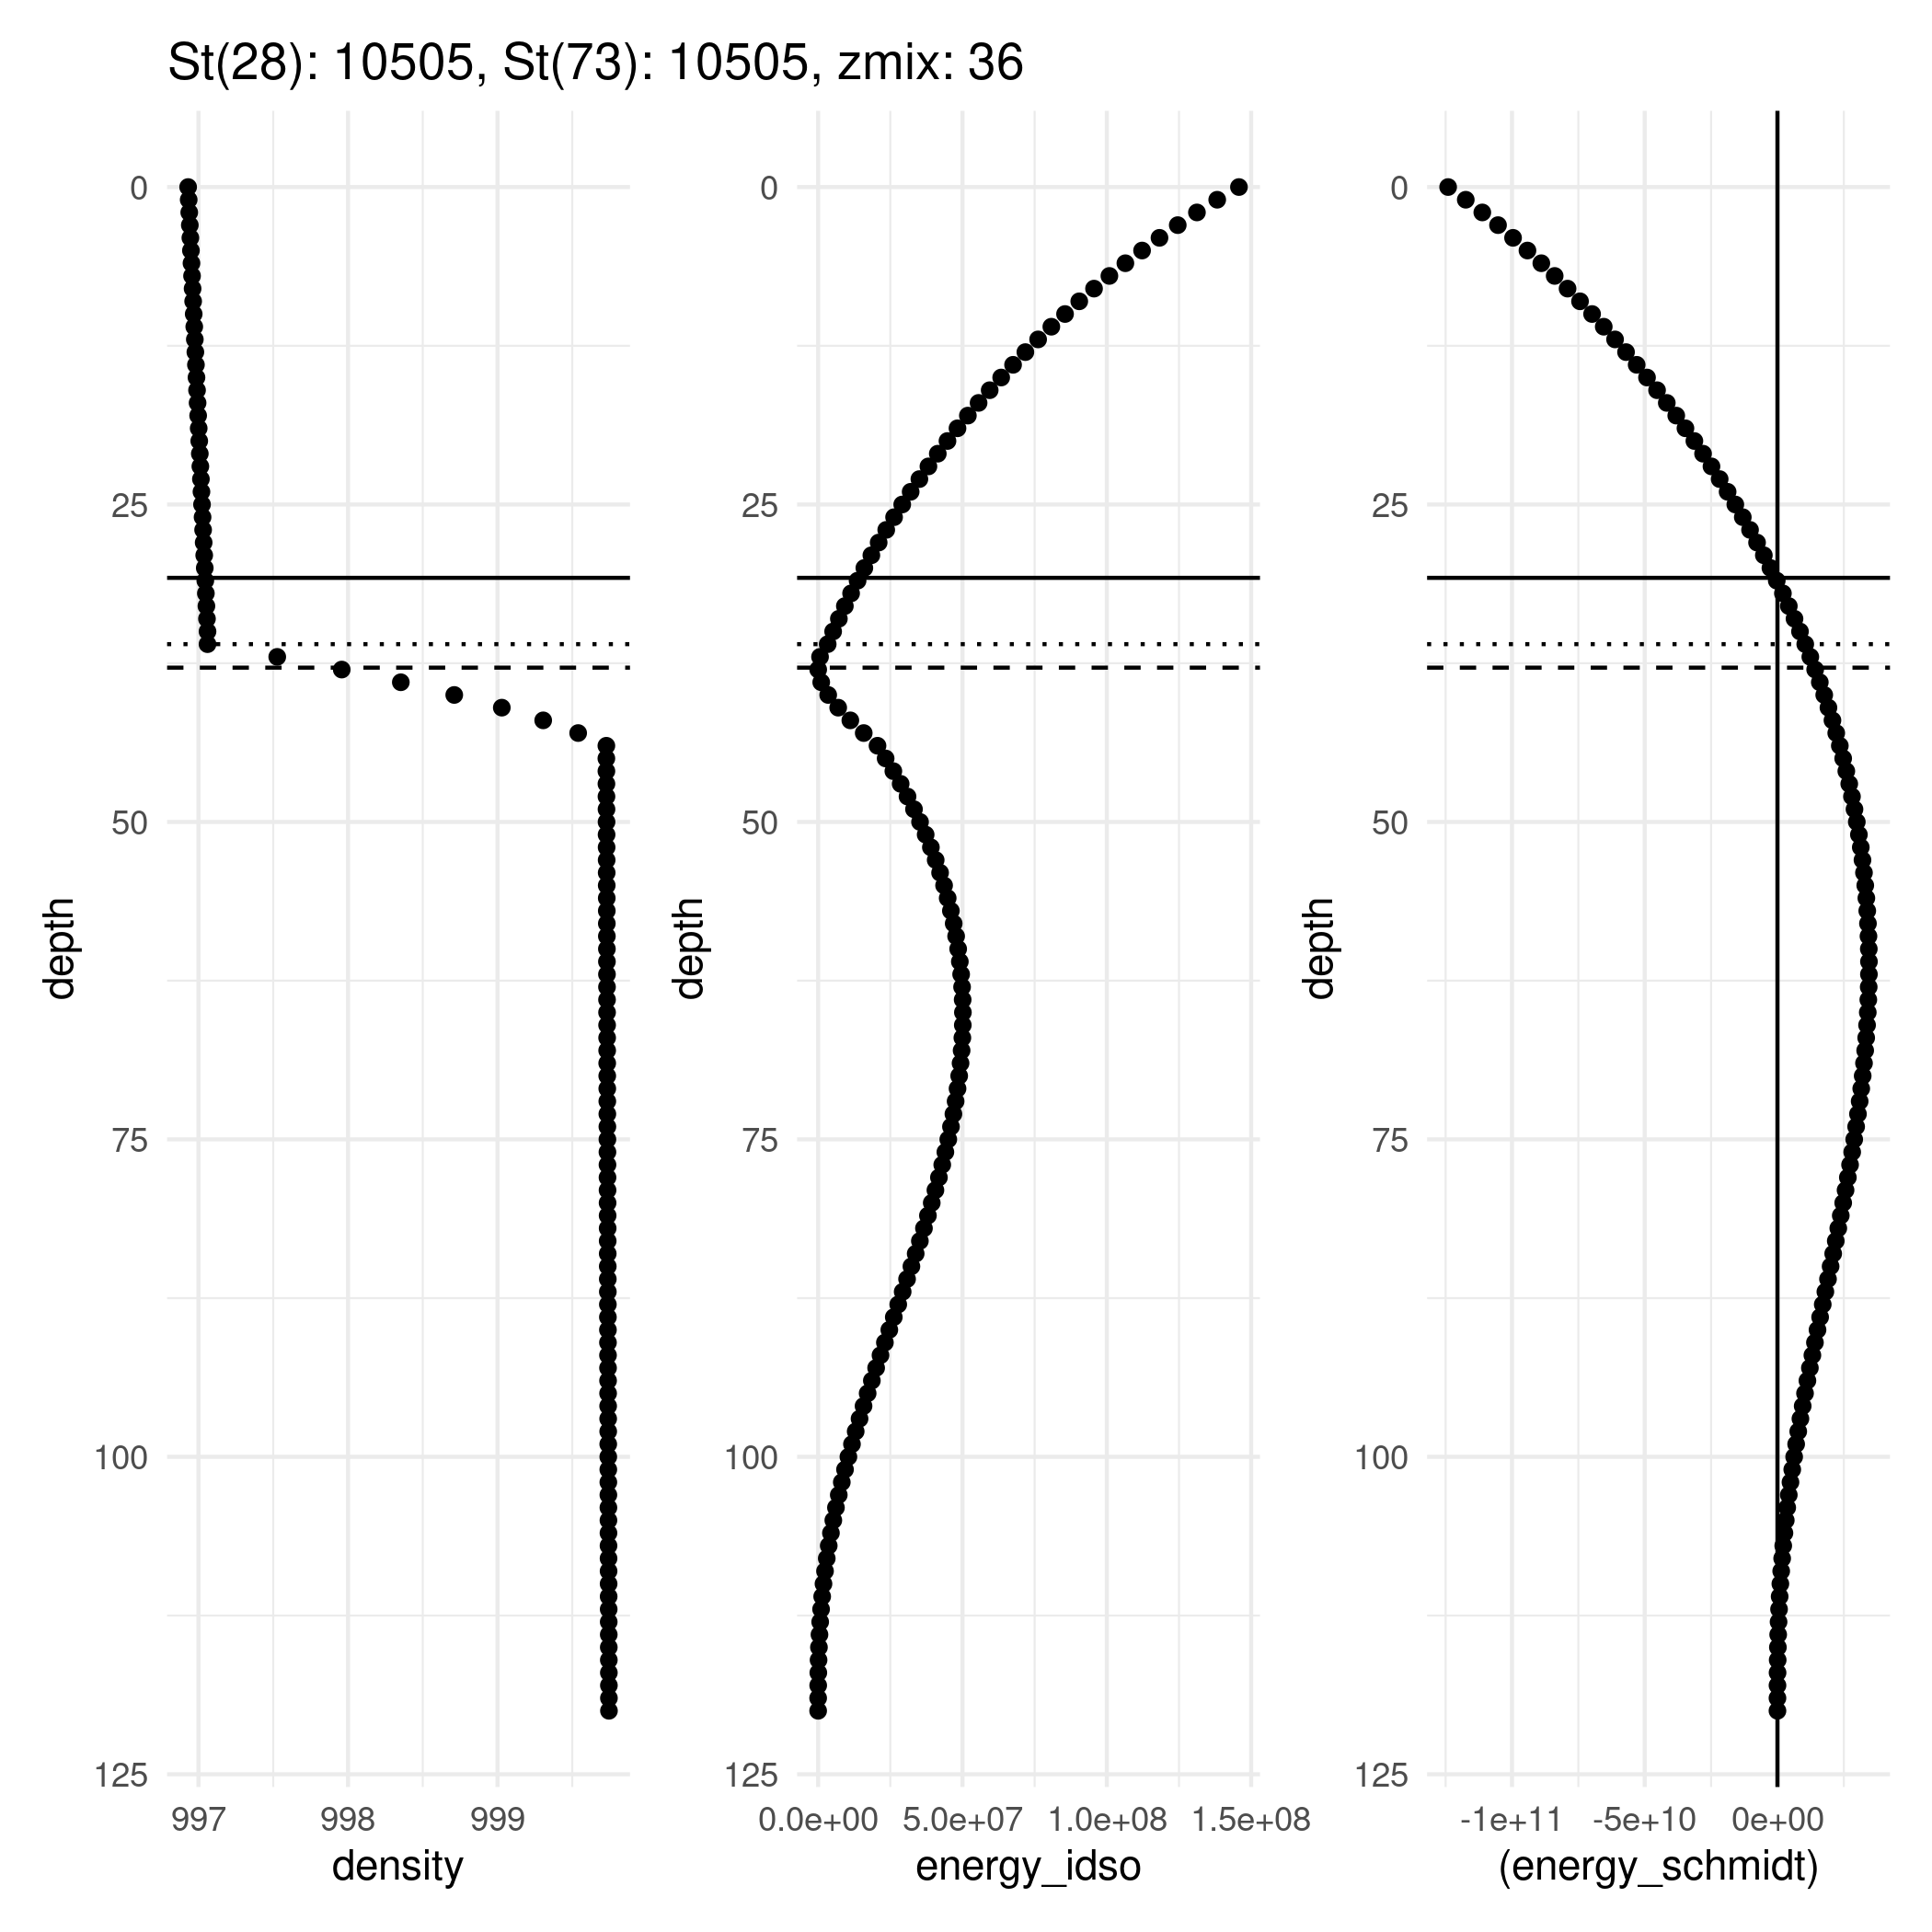 St(28): 10505, St(73): 10505, zmix: 36
0
25
50
75
100
125
depth
997 998 999
density
0
25
50
75
100
125
depth
0.0e+00 5.0e+07 1.0e+08 1.5e+08
energy_idso
0
25
50
75
100
125
depth
-1e+11 -5e+10 0e+00
(energy_schmidt)